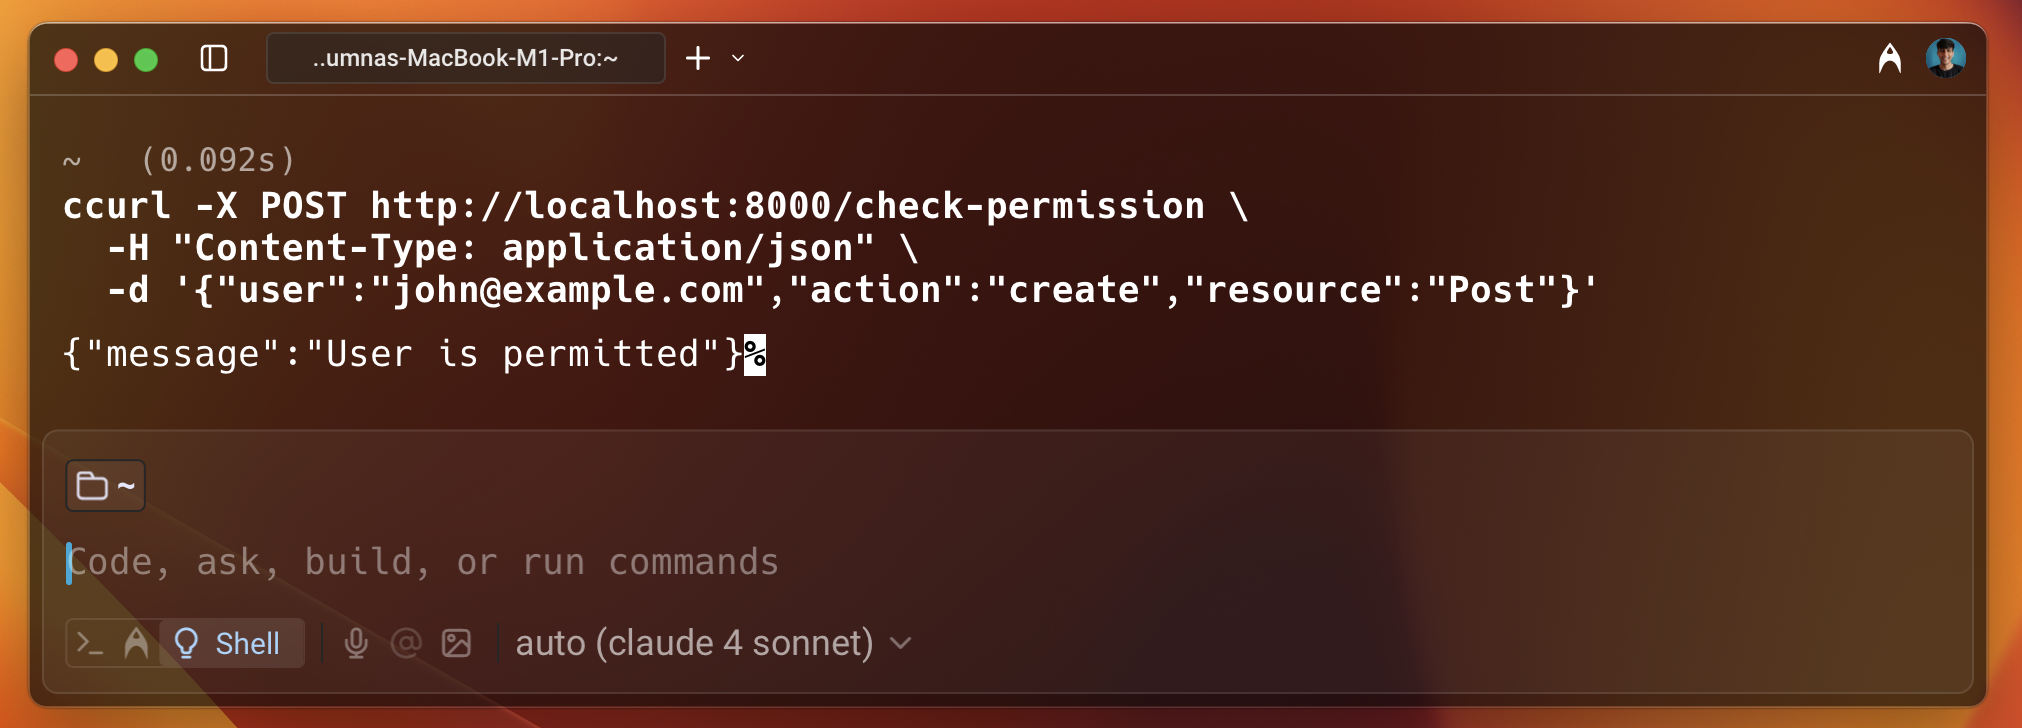 ..umnas-MacBook-M1-Pro:~
~ (0.092s)
ccurl -X POST http://localhost:8000/check-permission \
-H "Content-Type: application/json" \
-d '{"user":"john@example.com","action":"create","resource":"Post"}'
{"message":"User is permitted"}%
~
Code, ask, build, or run commands
Shell
auto (claude 4 sonnet)